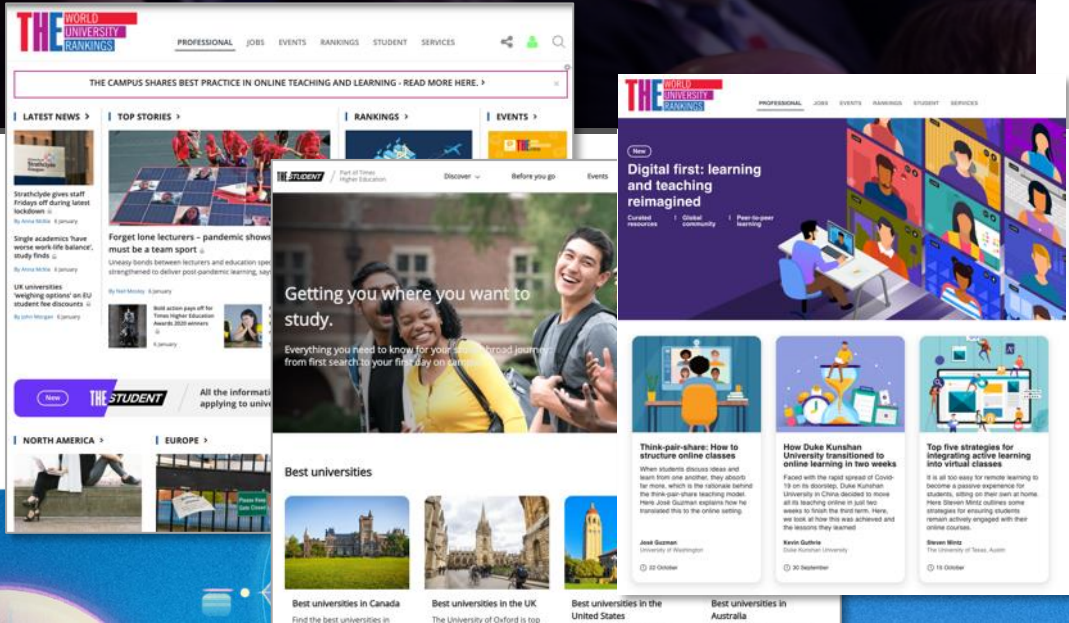 THE WORLD
UNIVERSITY
RANKINGS
PROFESSIONAL JOBS EVENTS RANKINGS STUDENT SERVICES
THE CAMPUS SHARES BEST PRACTICE IN ONLINE TEACHING AND LEARNING - READ MORE HERE. >
LATEST NEWS >
Strathclyde gives staff
Fridays off during latest
lockdown
By Anna McKie 6 January
Single academics 'have
worse work-life balance',
study finds
By Anna McKie 6 January
UK universities
'weighing options' on EU
student fee discounts
By John Morgan 6 January
TOP STORIES >
Forget lone lecturers – pandemic shows
must be a team sport
Uneasy bonds between lecturers and education spe
strengthened to deliver post-pandemic learning, say
By Neil Mosley 6 January
Bold action pays off for
Times Higher Education
Awards 2020 winners
6 January
RANKINGS >
EVENTS >
THE
New THE STUDENT All the informati
applying to unive
NORTH AMERICA >
EUROPE >
Please Keep
Gate Closed
THE STUDENT / Part of Times
Higher Education
Discover Before you go Events
Getting you where you want to
study.
Everything you need to know for your study abroad journey:
from first search to your first day on campus
Best universities
Best universities in Canada
Find the best universities in
Best universities in the UK
The University of Oxford is top
Best universities in the
United States
Best universities in
Australia
THE WORLD
UNIVERSITY
RANKINGS
PROFESSIONAL JOBS EVENTS RANKINGS STUDENT SERVICES
New
Digital first: learning
and teaching
reimagined
Curated
resources
Global
community
Peer-to-peer
learning
Think-pair-share: How to
structure online classes
When students discuss ideas and
learn from one another, they absorb
far more, which is the rationale behind
the think-pair-share teaching model.
Here José Guzman explains how he
translated this to the online setting
José Guzman
University of Washington
22 October
How Duke Kunshan
University transitioned to
online learning in two weeks
Faced with the rapid spread of Covid-
19 on its doorstep, Duke Kunshan
University in China decided to move
all its teaching online in just two
weeks to finish the third term. Here,
we look at how this was achieved and
the lessons they learned
Kevin Guthrie
Duke Kunshan University
30 September
Top five strategies for
integrating active learning
into virtual classes
It is all too easy for remote learning to
become a passive experience for
students, sitting on their own at home.
Here Steven Mintz outlines some
strategies for ensuring students
remain actively engaged with their
online courses.
Steven Mintz
The University of Texas, Austin
15 October